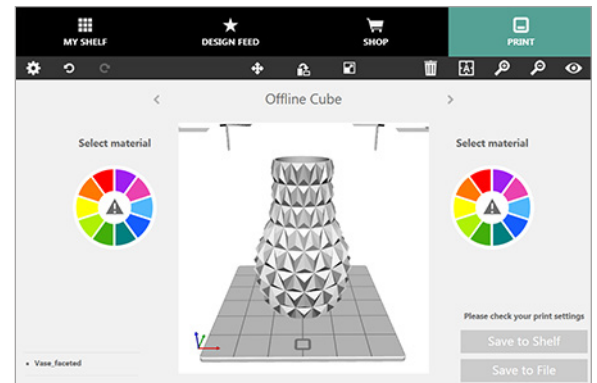 MY SHELF
DESIGN FEED
SHOP
PRINT
Offline Cube
Select material
Select material
Please check your print settings
Save to Shelf
Save to File
Vase_faceted